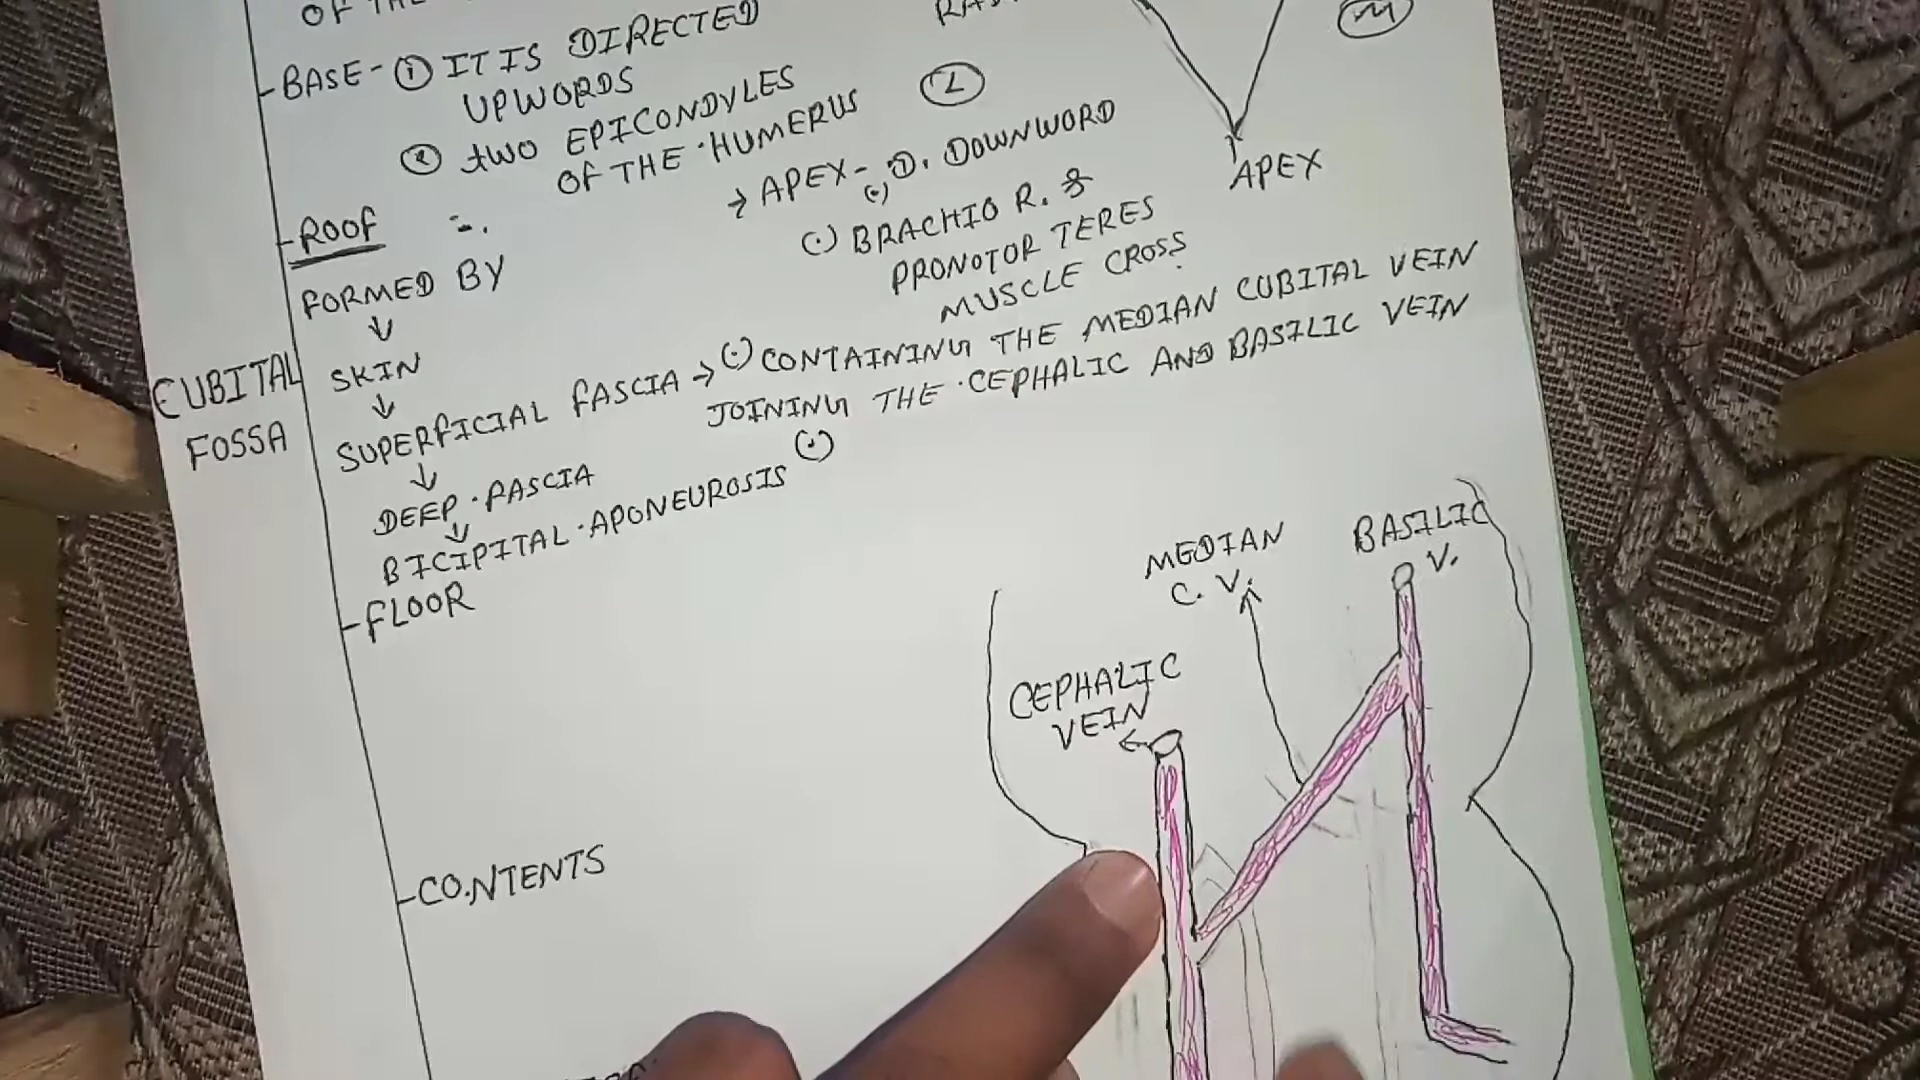 OF THE
BASE - ① IT IS DIRECTED
UPWORDS
② TWO EPICONDYLES
OF THE HUMERUS
L
M
→ APEX - D. DOWNWORD
BRACHIO R. &
PRONOTOR TERES
MUSCLE CROSS
APEX
ROOF :-
FORMED BY
↓
SKIN
↓
SUPERFICIAL FASCIA → CONTAINING THE MEDIAN CUBITAL VEIN
JOINING THE CEPHALIC AND BASILIC VEIN
↓
DEEP FASCIA
↓
BICIPITAL APONEUROSIS
CUBITAL
FOSSA
FLOOR
CONTENTS
MEDIAN
C. V.
BASILIC
V.
CEPHALIC
VEIN